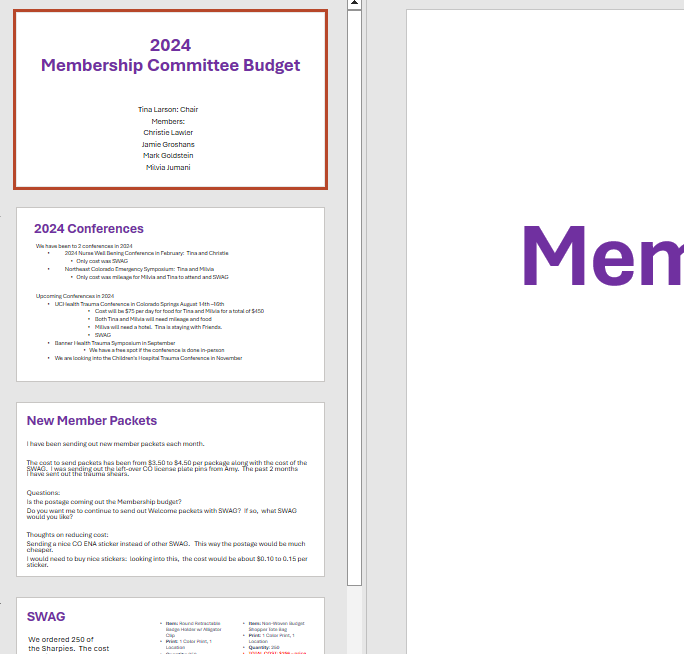 2024
Membership Committee Budget
Tina Larson: Chair
Members:
Christie Lawler
Jamie Groshans
Mark Goldstein
Milvia Jumani
2024 Conferences
We have been to 2 conferences in 2024
• 2024 Nurse Well Being Conference in February: Tina and Christie
• Only cost was SWAG
• Northeast Colorado Emergency Symposium: Tina and Milvia
• Only cost was mileage for Milvia and Tina to attend and SWAG
Upcoming Conferences in 2024
• UCHealth Trauma Conference in Colorado Springs August 14th -16th
• Cost will be $75 per day for food for Tina and Milvia for a total of $450
• Both Tina and Milvia will need mileage and food
• Milvia will need a hotel. Tina is staying with Friends.
• SWAG
• Banner Health Trauma Symposium in September
• We have a free spot if the conference is done in-person
• We are looking into the Children's Hospital Trauma Conference in November
New Member Packets
I have been sending out new member packets each month.
The cost to send packets has been from $3.50 to $4.50 per package along with the cost of the
SWAG. I was sending out the left-over CO license plate pins from Amy. The past 2 months
I have sent out the trauma shears.
Questions:
Is the postage coming out the Membership budget?
Do you want me to continue to send out Welcome packets with SWAG? If so, what SWAG
would you like?
Thoughts on reducing cost:
Sending a nice CO ENA sticker instead of other SWAG. This way the postage would be much
cheaper.
I would need to buy nice stickers: looking into this, the cost would be about $0.10 to 0.15 per
sticker.
SWAG
We ordered 250 of
the Sharpies. The cost
• Item: Round Retractable
Badge Holder w/ Alligator
Clip
• Print: 1 Color Print, 1
Location
• Item: Non-Woven Budget
Shopper Tote Bag
• Print: 1 Color Print, 1
Location
• Quantity: 250
Mem